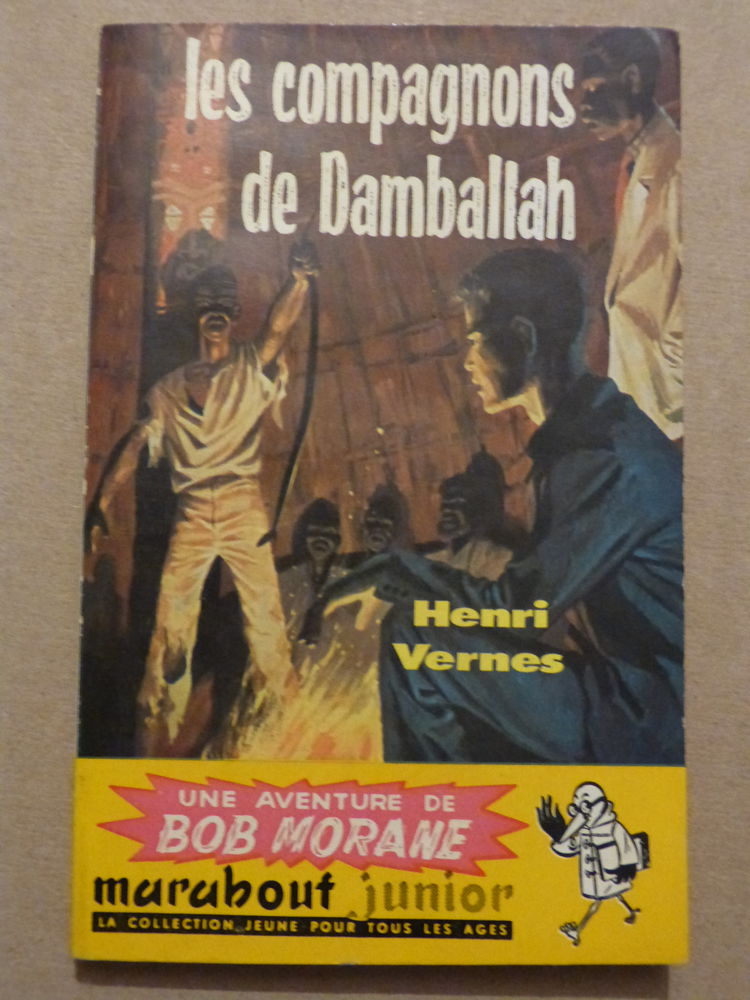 les compagnons
de Damballah
Henri
Vernes
UNE AVENTURE DE
BOB MORANE
marabout junior
LA COLLECTION JEUNE POUR TOUS LES AGES